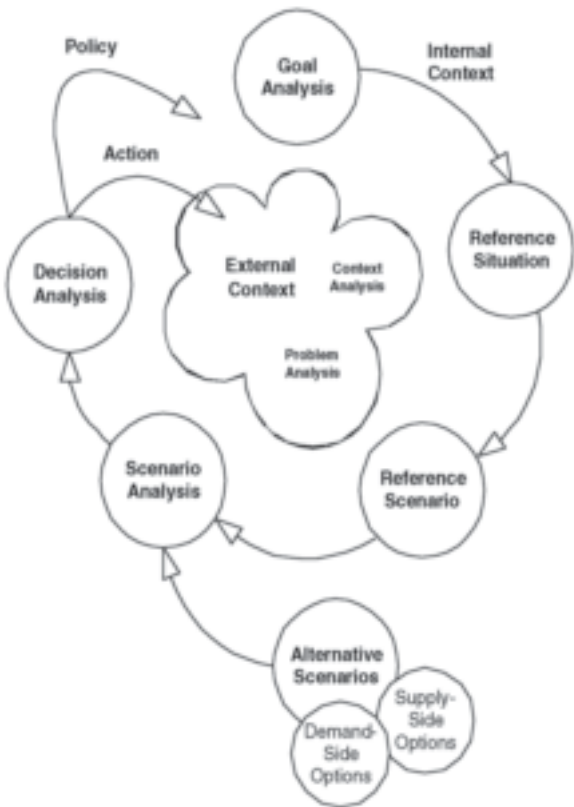 Policy
Goal
Analysis
Internal
Context
Action
External
Context
Context
Analysis
Problem
Analysis
Decision
Analysis
Reference
Situation
Scenario
Analysis
Reference
Scenario
Alternative
Scenarios
Supply-
Side
Options
Demand-
Side
Options